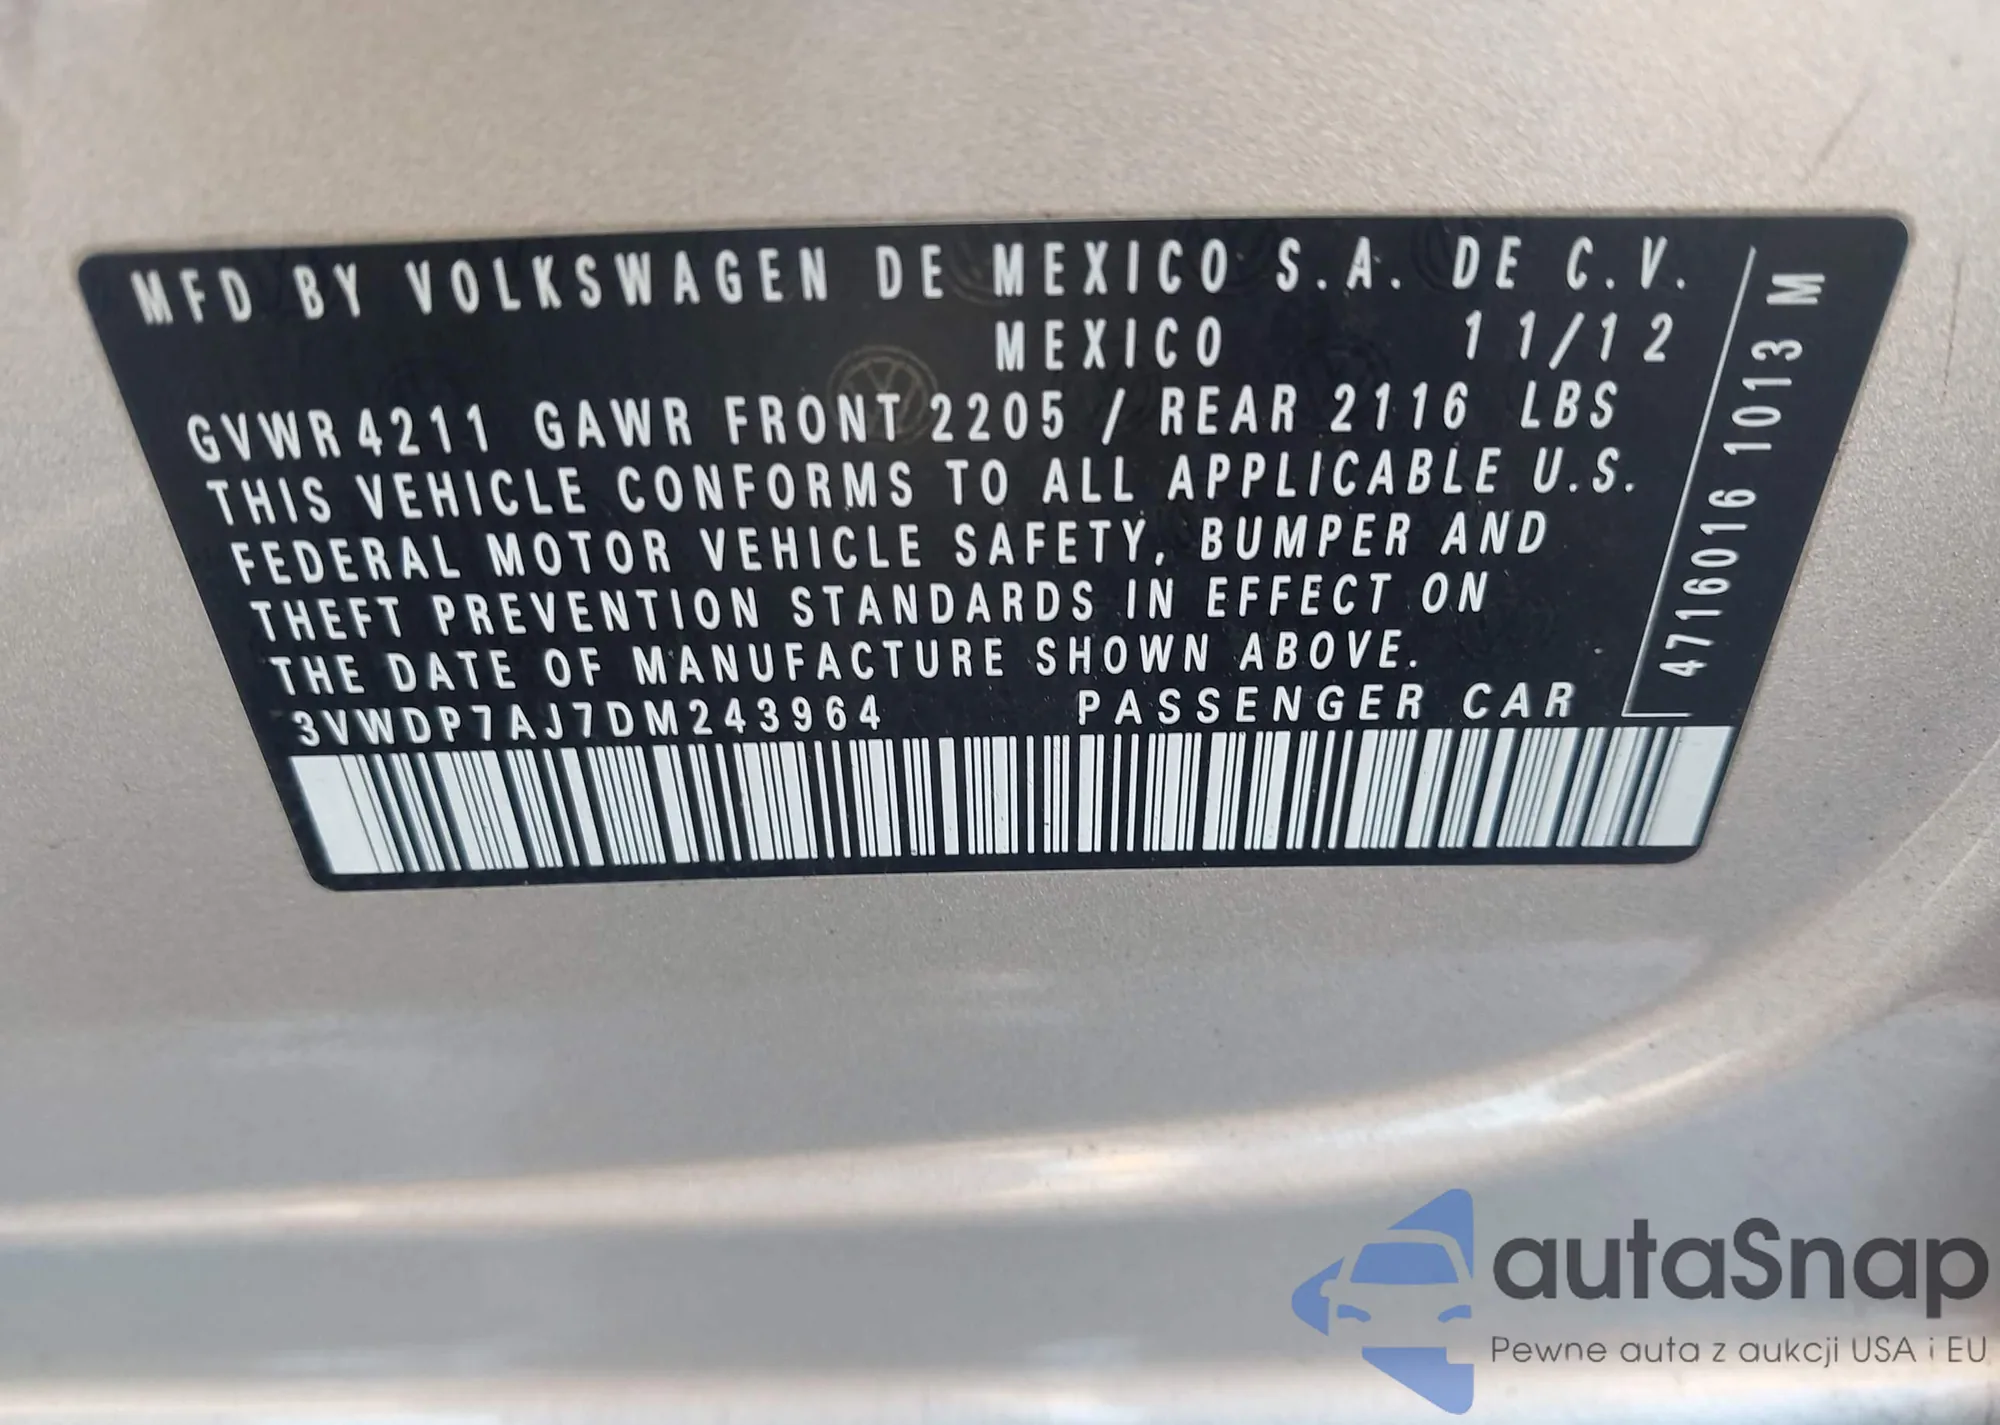 MFD BY VOLKSWAGEN DE MEXICO S.A. DE C.V.
MEXICO 11/12
GVWR 4211 GAWR FRONT 2205 / REAR 2116 LBS
THIS VEHICLE CONFORMS TO ALL APPLICABLE U.S.
FEDERAL MOTOR VEHICLE SAFETY, BUMPER AND
THEFT PREVENTION STANDARDS IN EFFECT ON
THE DATE OF MANUFACTURE SHOWN ABOVE.
3VWDP7AJ7DM243964 PASSENGER CAR
4716016 1013 M
autaSnap
Pewne auta z aukcji USA i EU